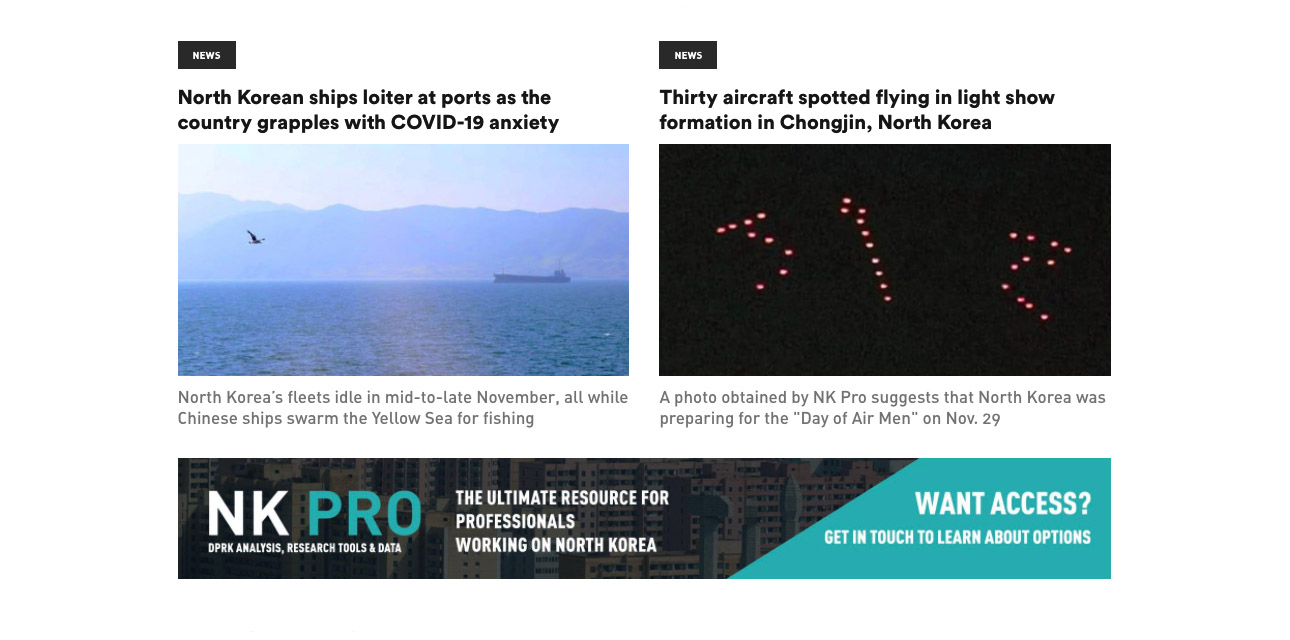 NEWS
North Korean ships loiter at ports as the
country grapples with COVID-19 anxiety
North Korea's fleets idle in mid-to-late November, all while
Chinese ships swarm the Yellow Sea for fishing
NEWS
Thirty aircraft spotted flying in light show
formation in Chongjin, North Korea
A photo obtained by NK Pro suggests that North Korea was
preparing for the "Day of Air Men" on Nov. 29
NK PRO
DPRK ANALYSIS, RESEARCH TOOLS & DATA
THE ULTIMATE RESOURCE FOR
PROFESSIONALS
WORKING ON NORTH KOREA
WANT ACCESS?
GET IN TOUCH TO LEARN ABOUT OPTIONS